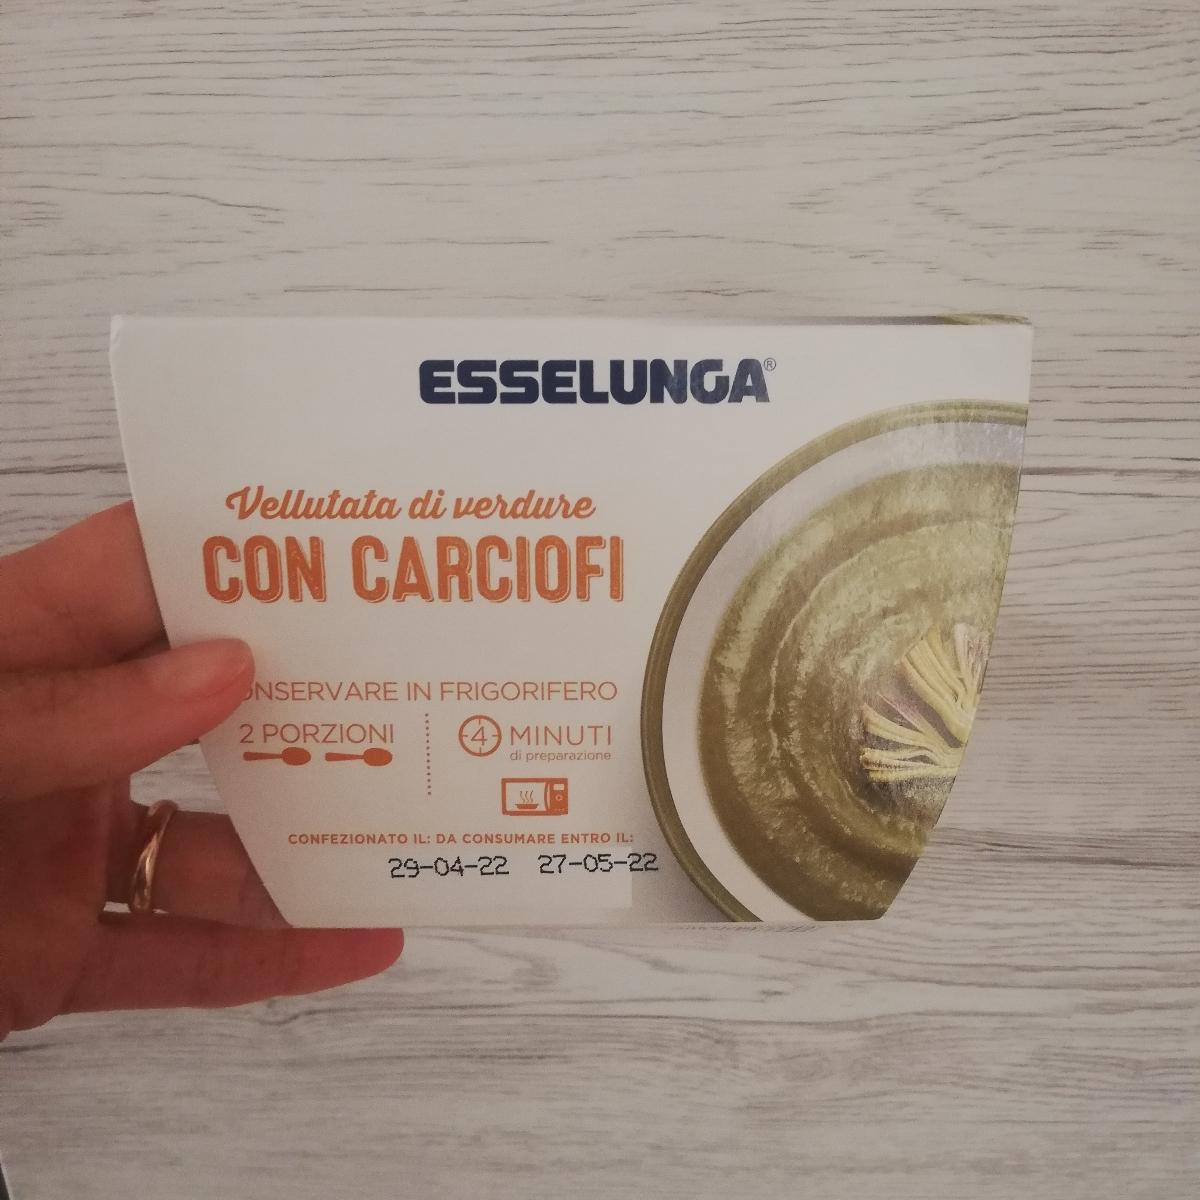 ESSELUNGA®
Vellutata di verdure
CON CARCIOFI
ONSERVARE IN FRIGORIFERO
2 PORZIONI
4 MINUTI
di preparazione
CONFEZIONATO IL: DA CONSUMARE ENTRO IL:
29-04-22 27-05-22